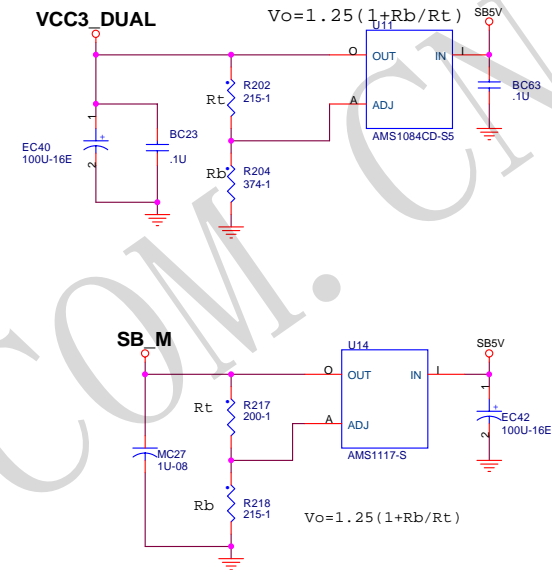 VCC3_DUAL
Vo=1.25(1+Rb/Rt)
SB5V
U11
O OUT IN I
A ADJ
AMS1084CD-S5
Rt
R202
215-1
Rb
R204
374-1
1
2
EC40
100U-16E
BC23
.1U
BC63
.1U
COM. CN
SB_M
U14
SB5V
O OUT IN I
A ADJ
AMS1117-S
Rt
R217
200-1
Rb
R218
215-1
MC27
1U-08
1
2
EC42
100U-16E
Vo=1.25(1+Rb/Rt)